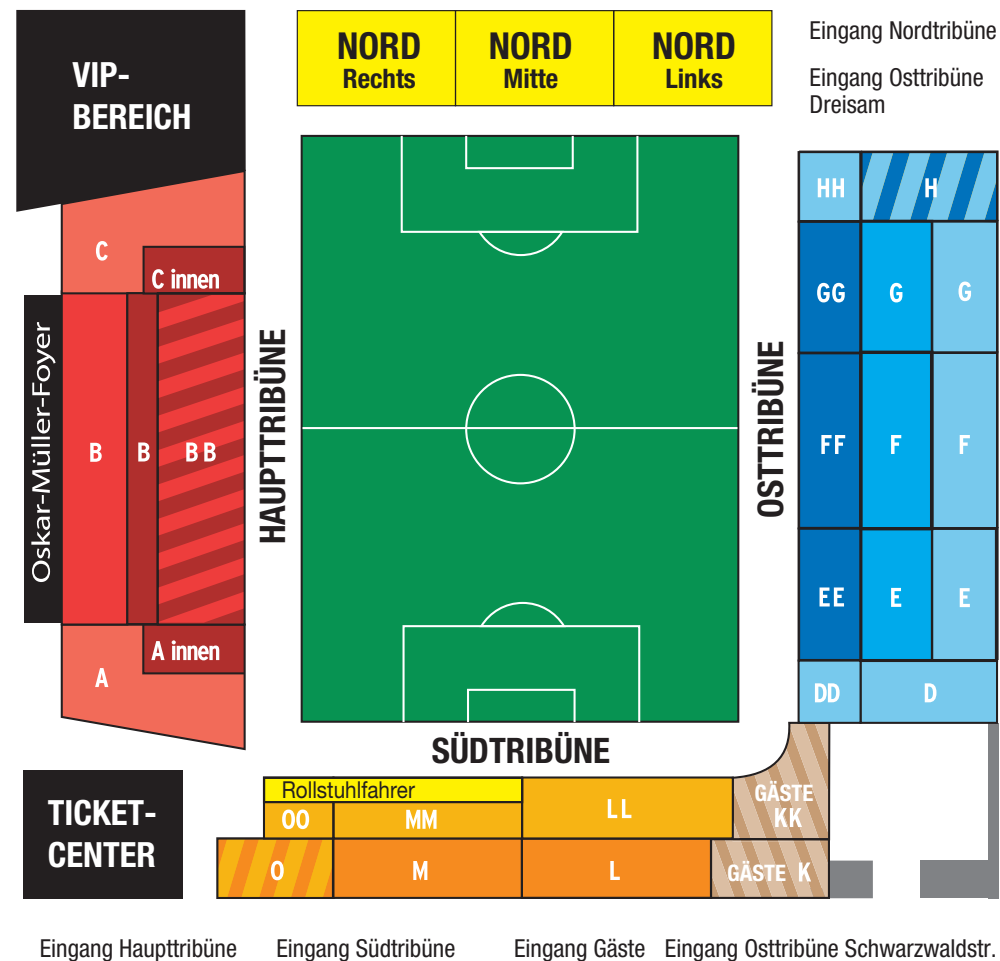 VIP-
BEREICH
NORD
Rechts
NORD
Mitte
NORD
Links
Eingang Nordtribüne
Eingang Osttribüne
Dreisam
C
C innen
Oskar-Müller-Foyer
B
B
BB
A innen
A
HAUPTTRIBÜNE
OSTTRIBÜNE
HH
H
GG
G
G
FF
F
F
EE
E
E
DD
D
SÜDTRIBÜNE
TICKET-
CENTER
Rollstuhlfahrer
OO
MM
LL
GÄSTE
KK
O
M
L
GÄSTE K
Eingang Haupttribüne
Eingang Südtribüne
Eingang Gäste
Eingang Osttribüne Schwarzwaldstr.